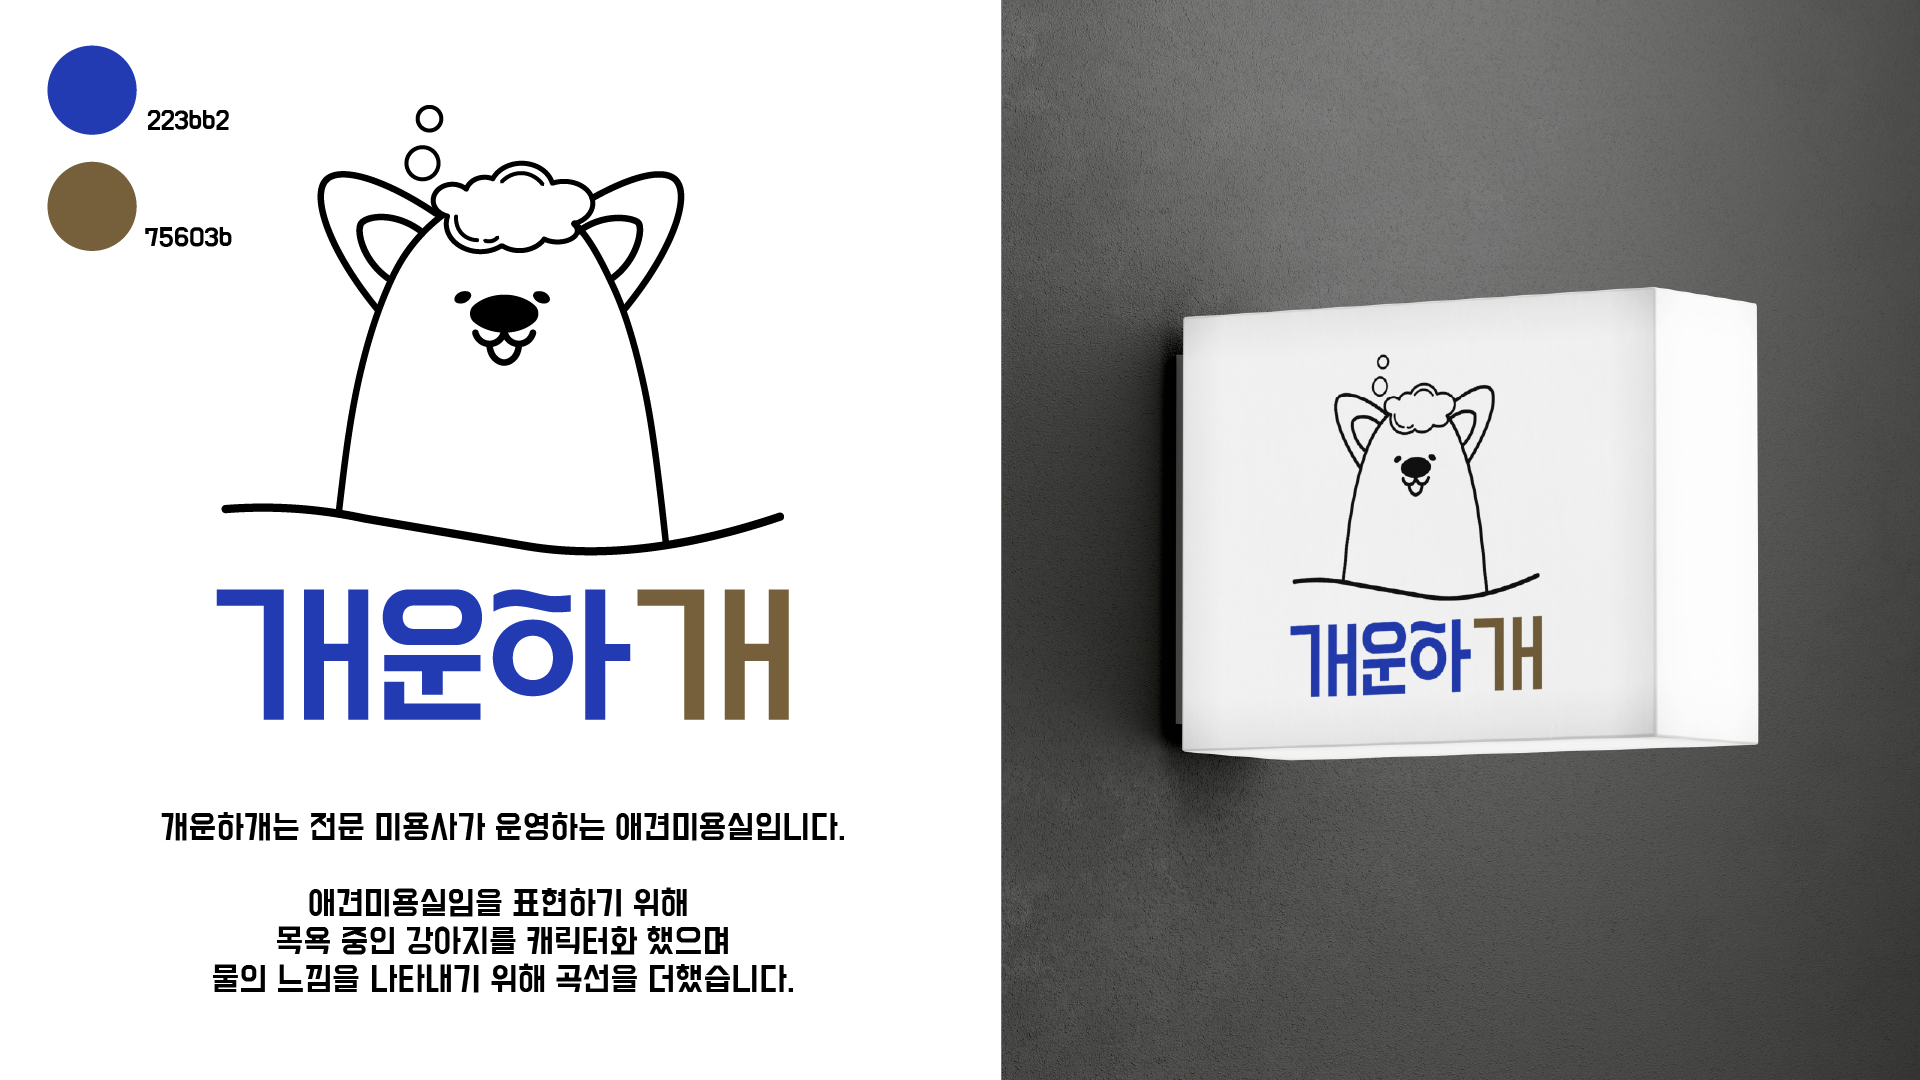 223bb2
75603b
개운하개
개운하개는 전문 미용사가 운영하는 애견미용실입니다.
애견미용실임을 표현하기 위해
목욕 중인 강아지를 캐릭터화 했으며
물의 느낌을 나타내기 위해 곡선을 더했습니다.
개운하개